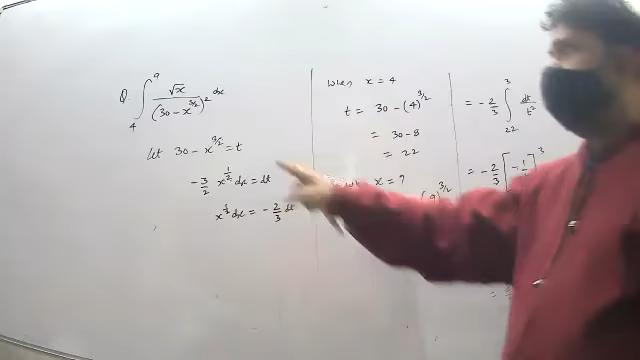 Q. ∫₄⁹ √x / (30 - x^{3/2})² dx
let 30 - x^{3/2} = t
-3/2 x^{1/2} dx = dt
x^{1/2} dx = -2/3 dt
When x = 4
t = 30 - (4)^{3/2}
= 30 - 8
= 22
x = 9
(9)^{3/2}
= -2/3 ∫₂₂³ dt/t²
= -2/3 [-1/ ]³
=